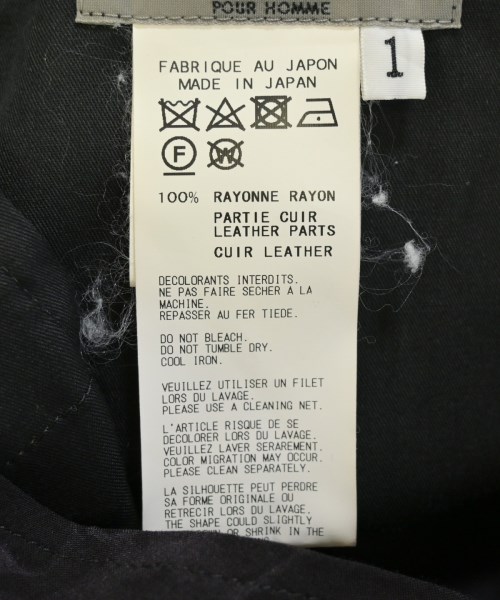 POUR HOMME
1
FABRIQUE AU JAPON
MADE IN JAPAN
F W
100% RAYONNE RAYON
PARTIE CUIR
LEATHER PARTS
CUIR LEATHER
DECOLORANTS INTERDITS.
NE PAS FAIRE SECHER À LA
MACHINE.
REPASSER AU FER TIEDE.
DO NOT BLEACH.
DO NOT TUMBLE DRY.
COOL IRON.
VEUILLEZ UTILISER UN FILET
LORS DU LAVAGE.
PLEASE USE A CLEANING NET.
L'ARTICLE RISQUE DE SE
DECOLORER LORS DU LAVAGE.
VEUILLEZ LAVER SERAREMENT.
COLOR MIGRATION MAY OCCUR.
PLEASE CLEAN SEPARATELY.
LA SILHOUETTE PEUT PERDRE
SA FORME ORIGINALE OU
RETRECIR LORS DU LAVAGE.
THE SHAPE COULD SLIGHTLY
OR SHRINK IN THE